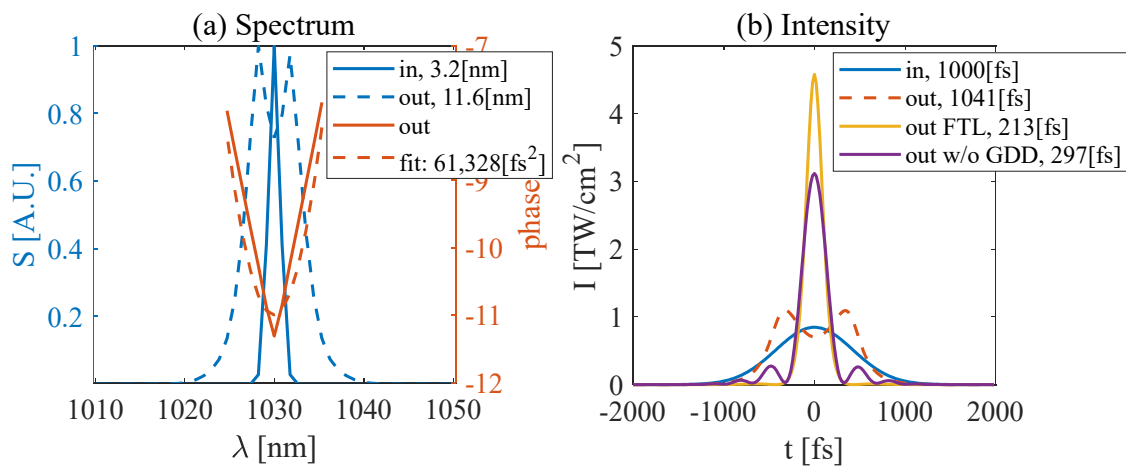 (a) Spectrum
1
0.8
0.6
0.4
0.2
S [A.U.]
in, 3.2[nm]
out, 11.6[nm]
out
fit: 61,328[fs²]
-7
-9
-10
-11
-12
phase
1010
1020
1030
1040
1050
λ [nm]
(b) Intensity
5
4
3
2
1
0
I [TW/cm²]
in, 1000[fs]
out, 1041[fs]
out FTL, 213[fs]
out w/o GDD, 297[fs]
-2000
-1000
0
1000
2000
t [fs]